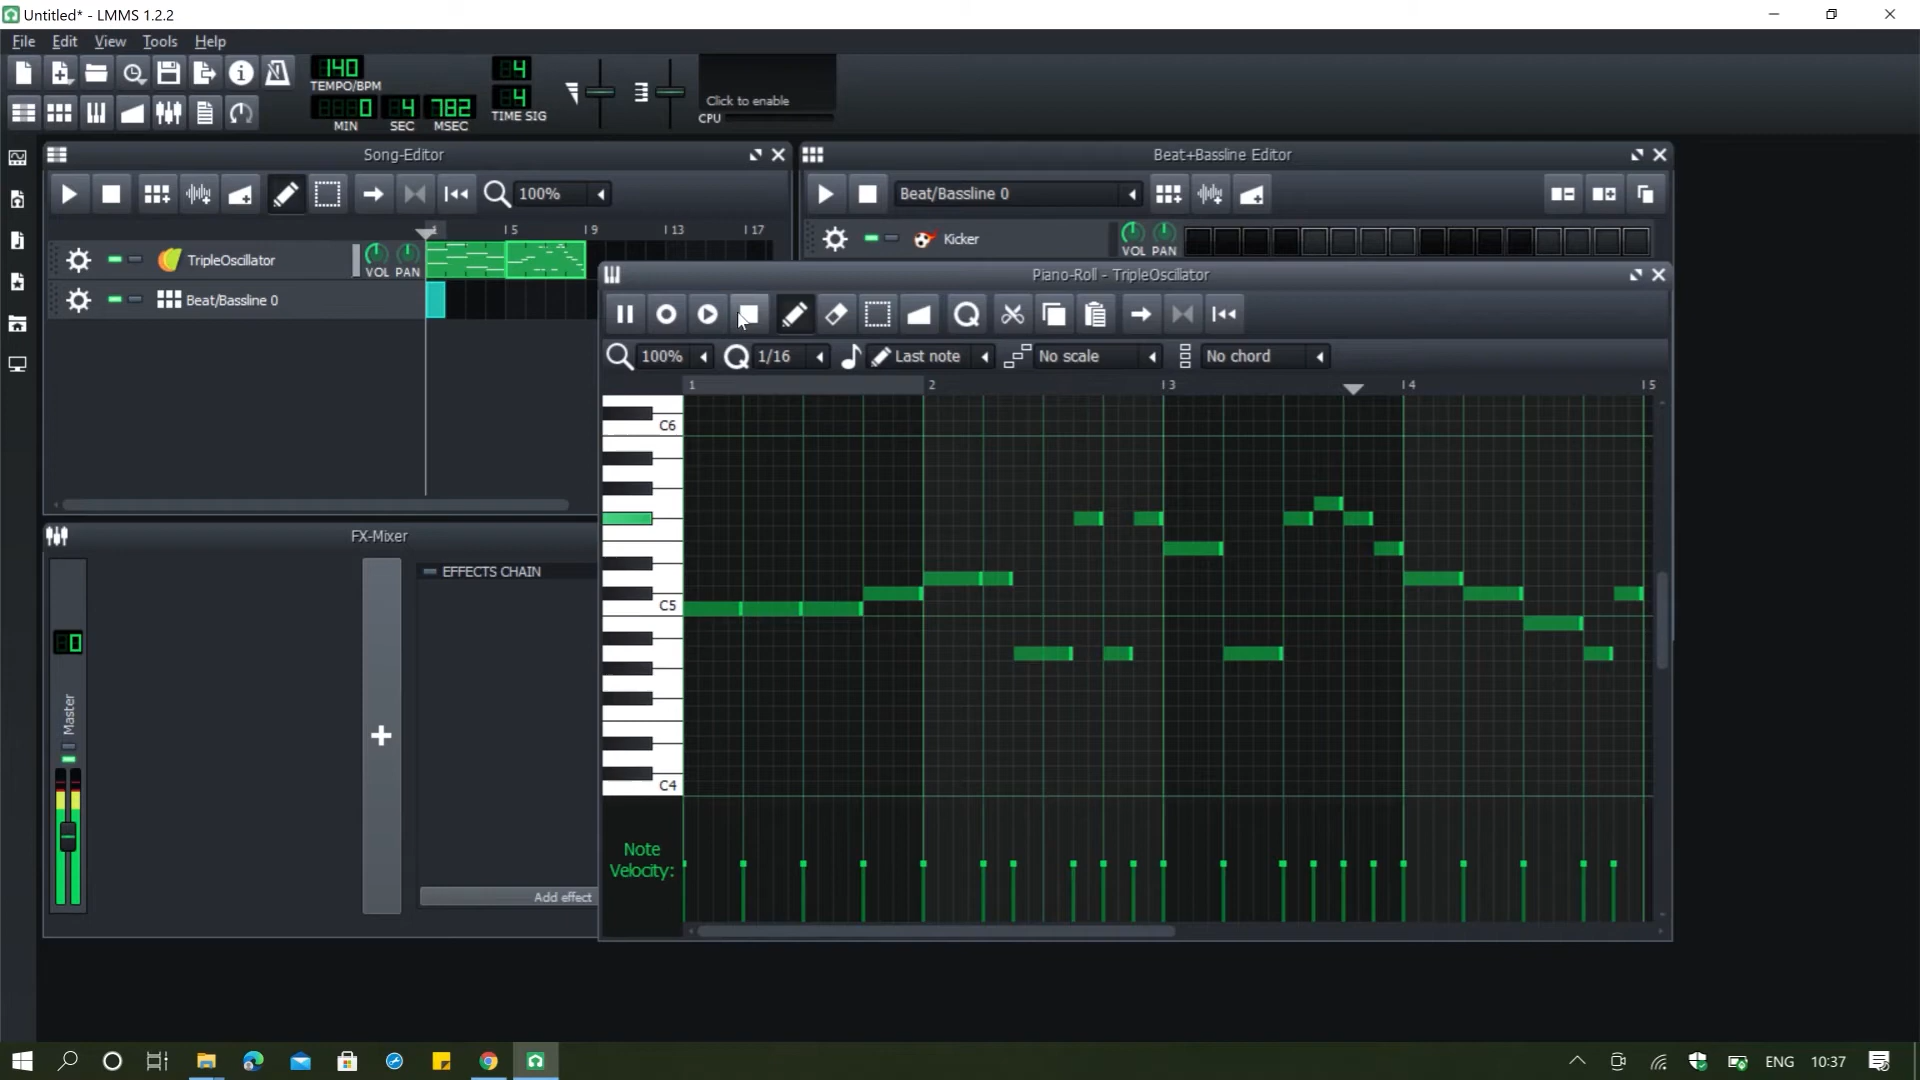 Untitled* - LMMS 1.2.2
File Edit View Tools Help
140
TEMPO/BPM
0 4 782
MIN SEC MSEC
4
4
TIME SIG
Click to enable
CPU
Song-Editor
100%
1 5 9 13 17
TripleOscillator
VOL PAN
Beat/Bassline 0
Beat+Bassline Editor
Beat/Bassline 0
Kicker
VOL PAN
Piano-Roll - TripleOscillator
100% Q 1/16 Last note No scale No chord
1 2 3 4 5
C6
C5
C4
Note
Velocity:
FX-Mixer
0
Master
EFFECTS CHAIN
Add effect
ENG 10:37